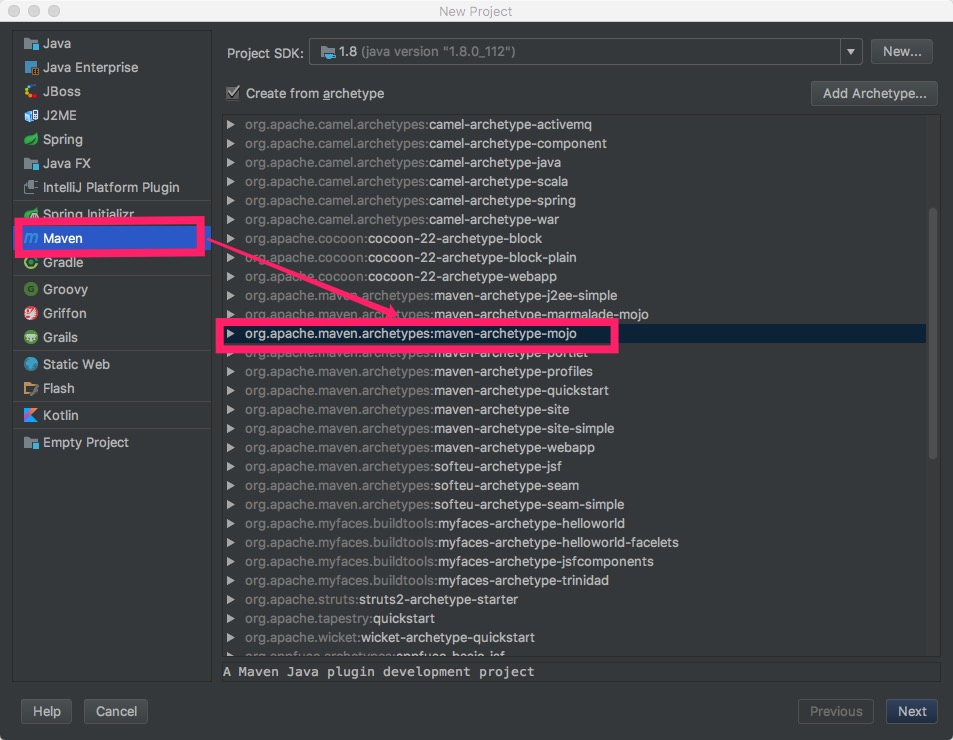 New Project
Java
Java Enterprise
JBoss
J2ME
Spring
Java FX
IntelliJ Platform Plugin
Spring Initializr
Maven
Gradle
Groovy
Griffon
Grails
Static Web
Flash
Kotlin
Empty Project
Project SDK: 1.8 (java version "1.8.0_112") New...
Create from archetype Add Archetype...
org.apache.camel.archetypes:camel-archetype-activemq
org.apache.camel.archetypes:camel-archetype-component
org.apache.camel.archetypes:camel-archetype-java
org.apache.camel.archetypes:camel-archetype-scala
org.apache.camel.archetypes:camel-archetype-spring
org.apache.camel.archetypes:camel-archetype-war
org.apache.cocoon:cocoon-22-archetype-block
org.apache.cocoon:cocoon-22-archetype-block-plain
org.apache.cocoon:cocoon-22-archetype-webapp
org.apache.maven.archetypes:maven-archetype-j2ee-simple
org.apache.maven.archetypes:maven-archetype-marmalade-mojo
org.apache.maven.archetypes:maven-archetype-mojo
org.apache.maven.archetypes:maven-archetype-portlet
org.apache.maven.archetypes:maven-archetype-profiles
org.apache.maven.archetypes:maven-archetype-quickstart
org.apache.maven.archetypes:maven-archetype-site
org.apache.maven.archetypes:maven-archetype-site-simple
org.apache.maven.archetypes:maven-archetype-webapp
org.apache.maven.archetypes:softeu-archetype-jsf
org.apache.maven.archetypes:softeu-archetype-seam
org.apache.maven.archetypes:softeu-archetype-seam-simple
org.apache.myfaces.buildtools:myfaces-archetype-helloworld
org.apache.myfaces.buildtools:myfaces-archetype-helloworld-facelets
org.apache.myfaces.buildtools:myfaces-archetype-jsfcomponents
org.apache.myfaces.buildtools:myfaces-archetype-trinidad
org.apache.struts:struts2-archetype-starter
org.apache.tapestry:quickstart
org.apache.wicket:wicket-archetype-quickstart
org.appfuse.archetypes:appfuse-basic-jsf
A Maven Java plugin development project
Help Cancel Previous Next